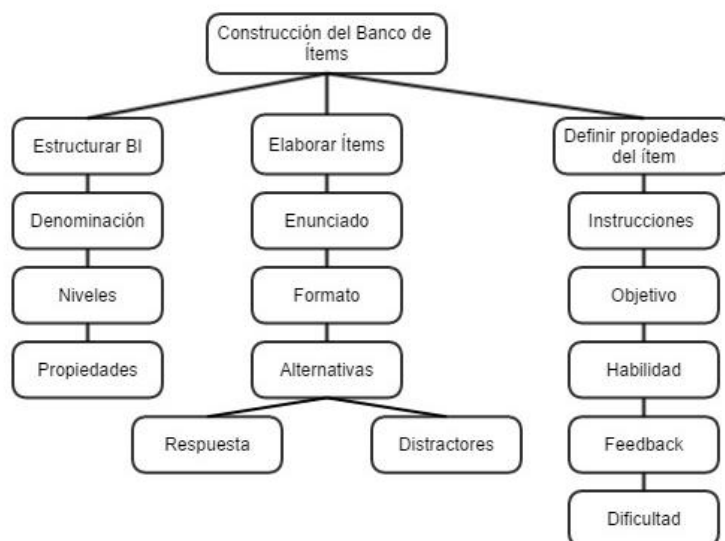 Construcción del Banco de
Ítems
Estructurar BI
Elaborar Ítems
Definir propiedades
del ítem
Denominación
Enunciado
Instrucciones
Niveles
Formato
Objetivo
Propiedades
Alternativas
Habilidad
Respuesta
Distractores
Feedback
Dificultad